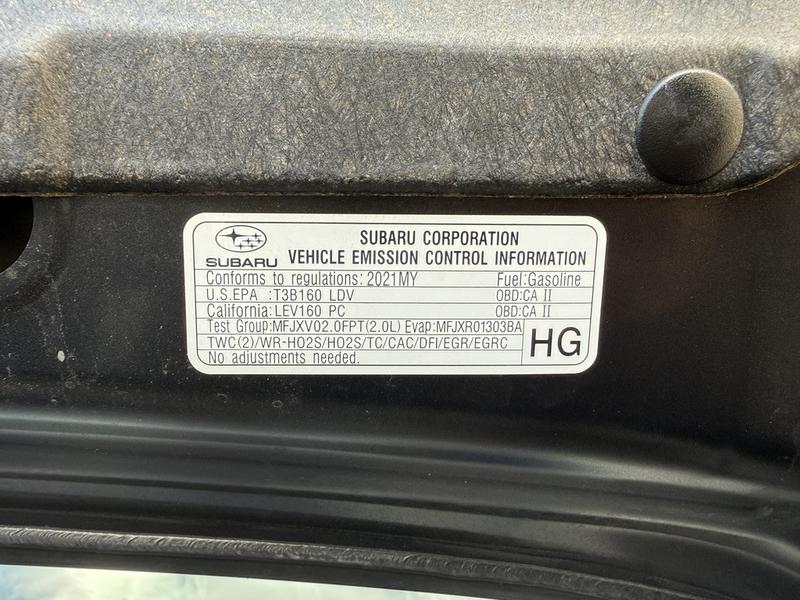 SUBARU CORPORATION
SUBARU VEHICLE EMISSION CONTROL INFORMATION
Conforms to regulations: 2021MY Fuel:Gasoline
U.S.EPA :T3B160 LDV OBD:CA II
California:LEV160 PC OBD:CA II
Test Group:MFJXV02.0FPT(2.0L) Evap:MFJXR01303BA
TWC(2)/WR-HO2S/HO2S/TC/CAC/DFI/EGR/EGRC
No adjustments needed.
HG